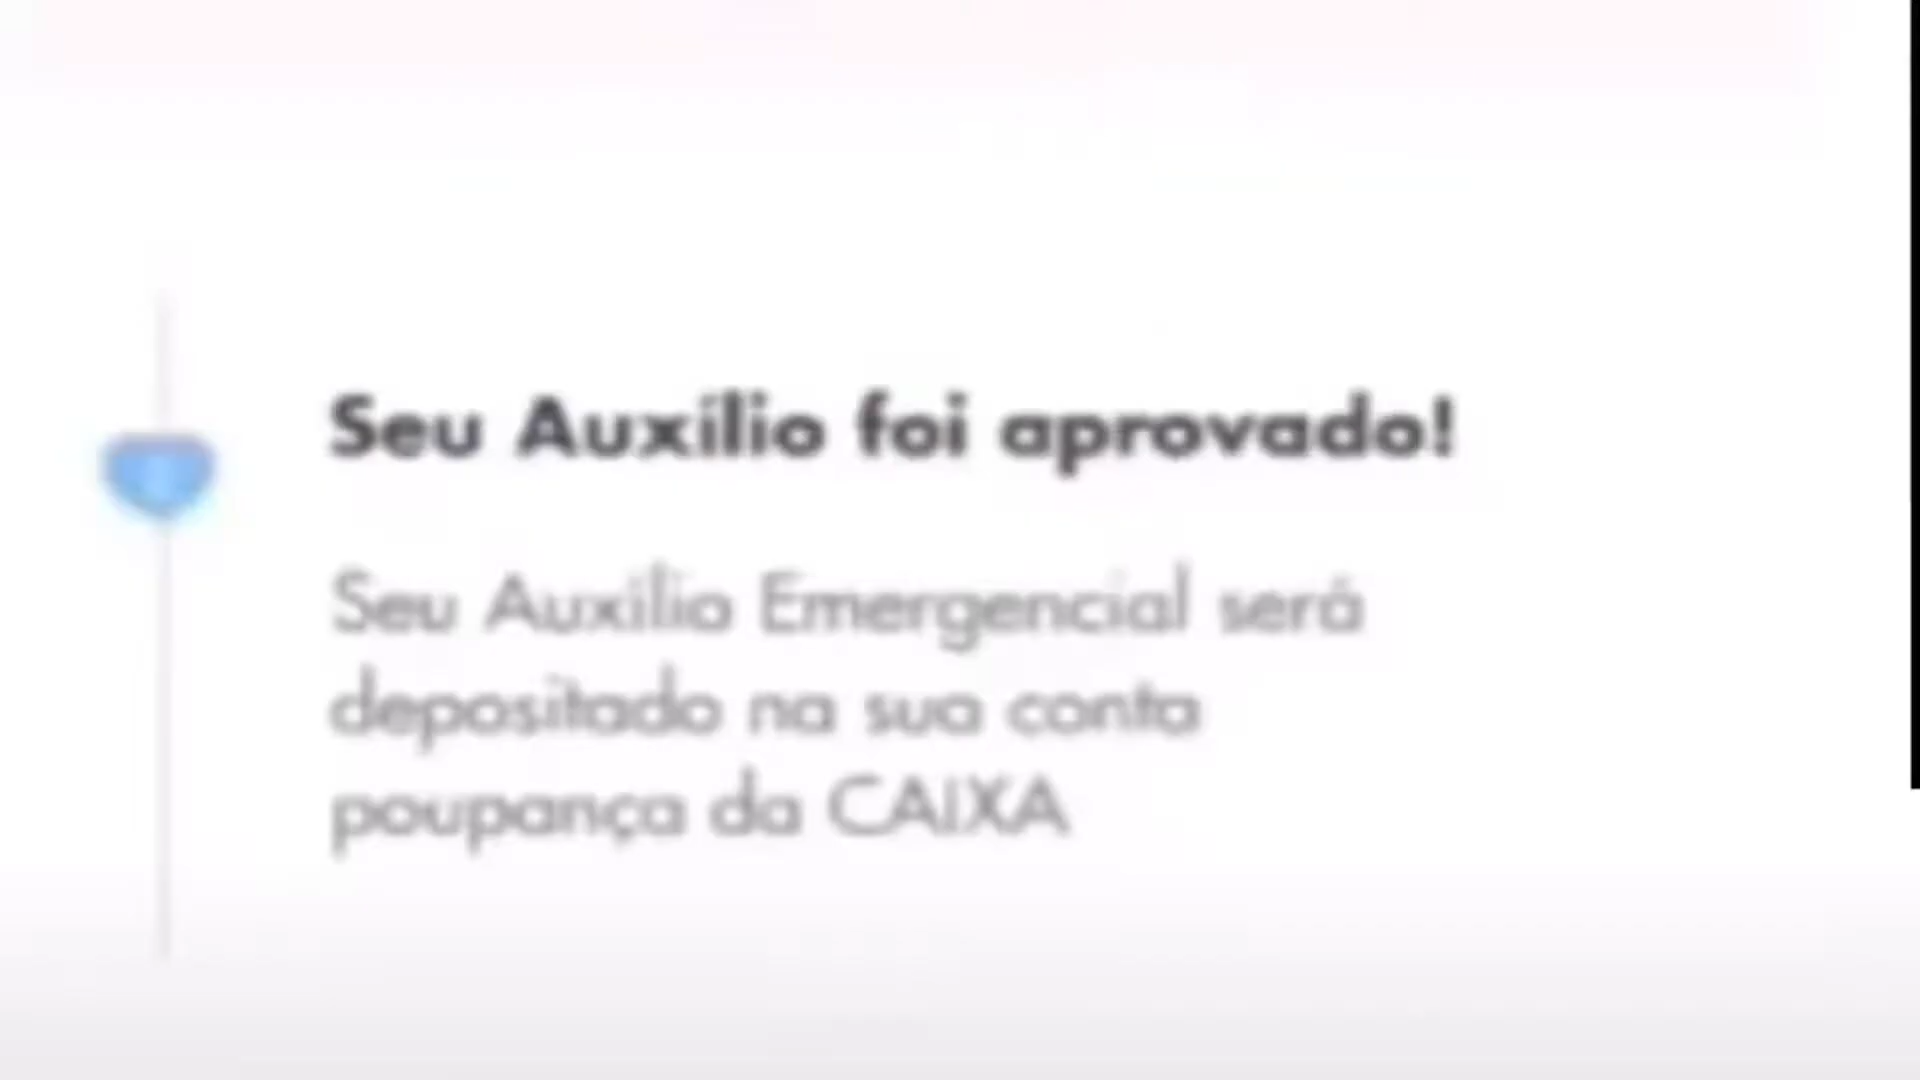 Seu Auxílio foi aprovado!
Seu Auxílio Emergencial será
depositado na sua conta
poupança da CAIXA